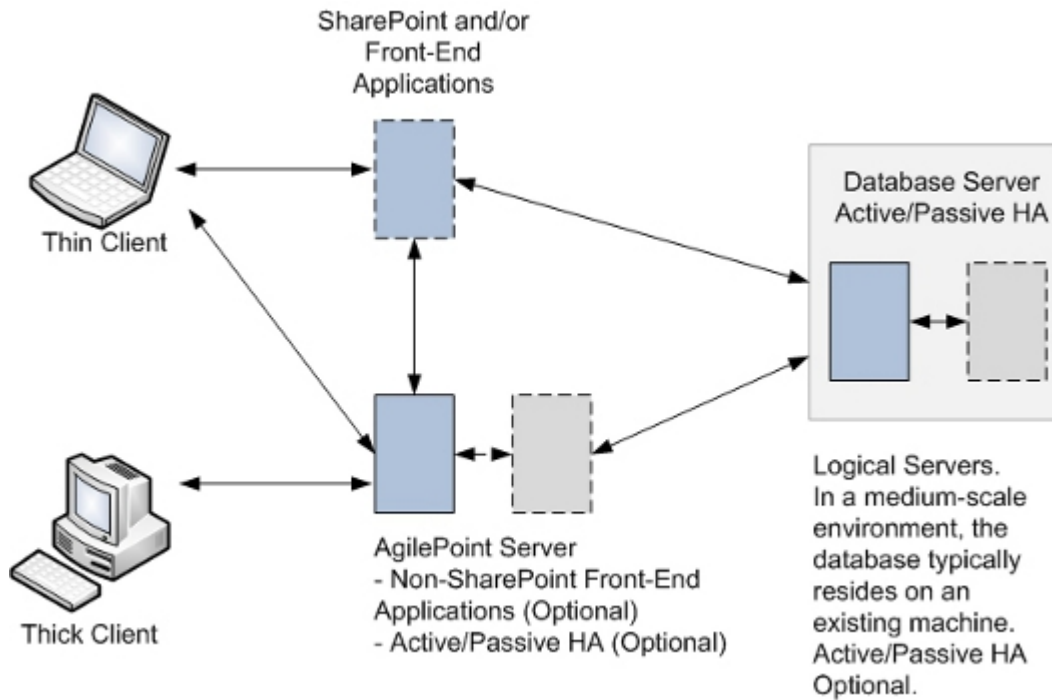 SharePoint and/or
Front-End
Applications
Thin Client
Database Server
Active/Passive HA
AgilePoint Server
- Non-SharePoint Front-End
Applications (Optional)
- Active/Passive HA (Optional)
Thick Client
Logical Servers.
In a medium-scale
environment, the
database typically
resides on an
existing machine.
Active/Passive HA
Optional.